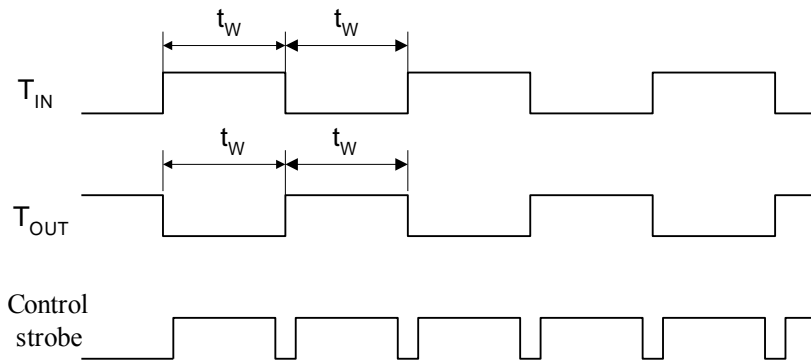 t_W t_W
T_IN
t_W t_W
T_OUT
Control
strobe